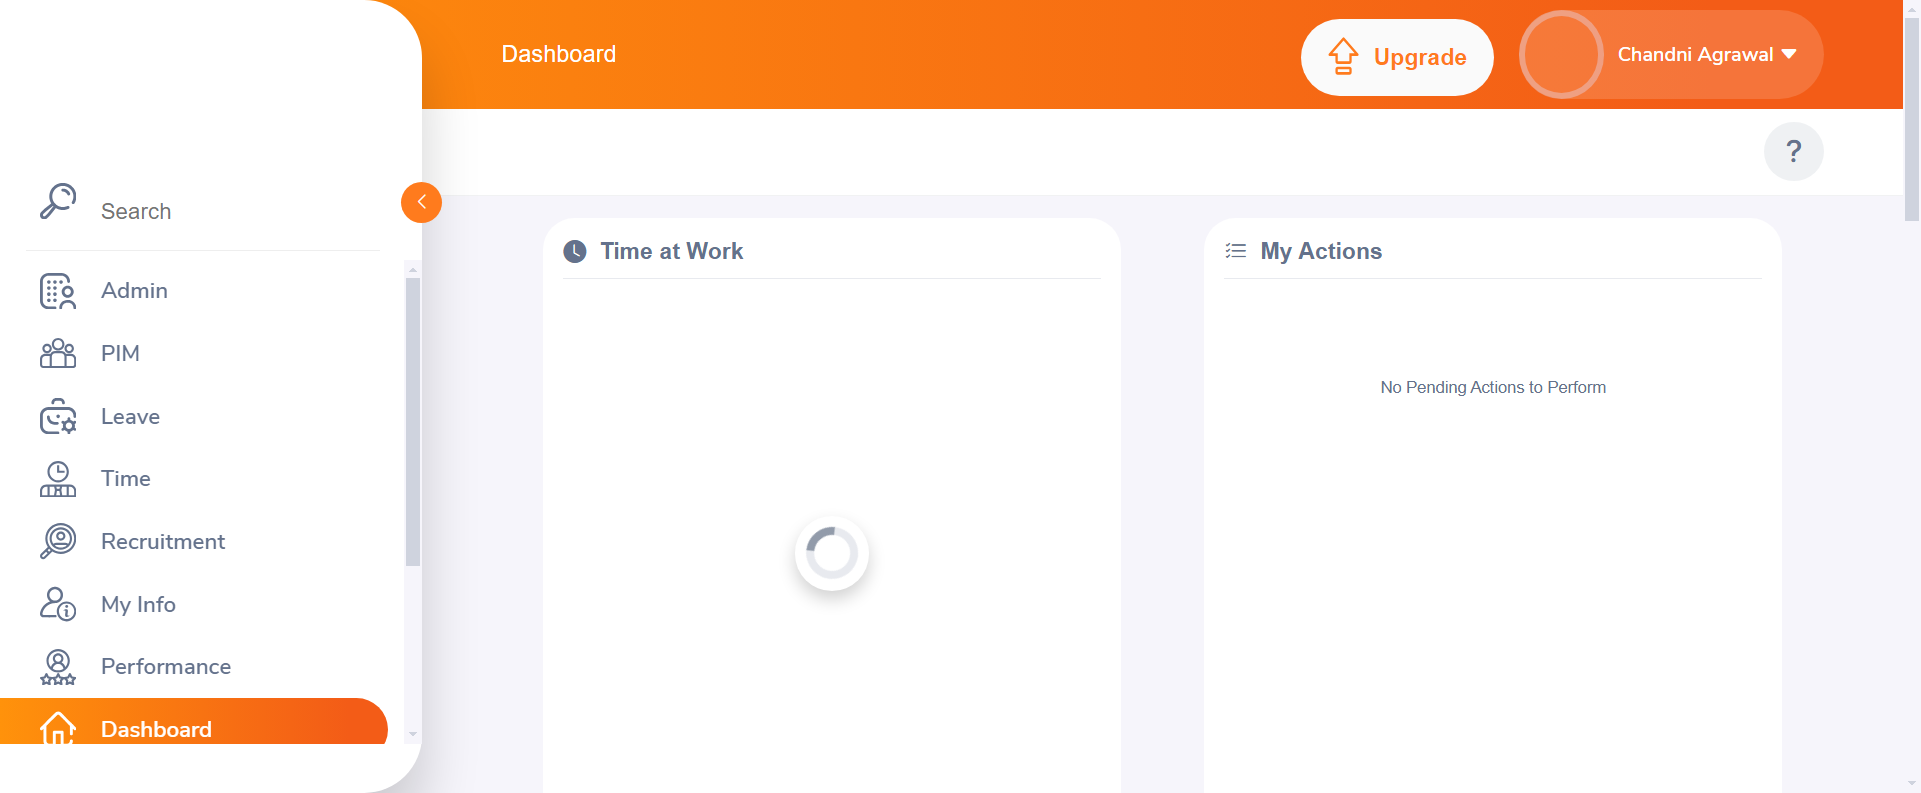 Dashboard
Upgrade
Chandni Agrawal
?
Search
Admin
PIM
Leave
Time
Recruitment
My Info
Performance
Dashboard
Time at Work
My Actions
No Pending Actions to Perform